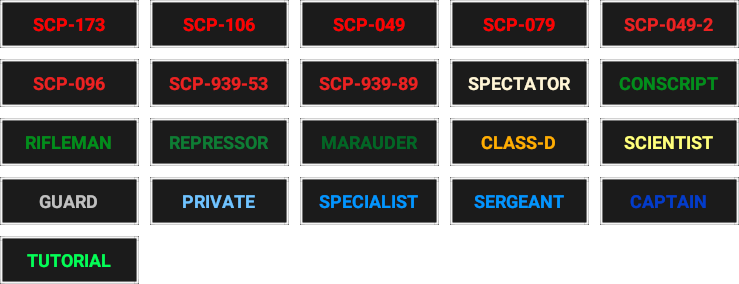 SCP-173 SCP-106 SCP-049 SCP-079 SCP-049-2
SCP-096 SCP-939-53 SCP-939-89 SPECTATOR CONSCRIPT
RIFLEMAN REPRESSOR MARAUDER CLASS-D SCIENTIST
GUARD PRIVATE SPECIALIST SERGEANT CAPTAIN
TUTORIAL